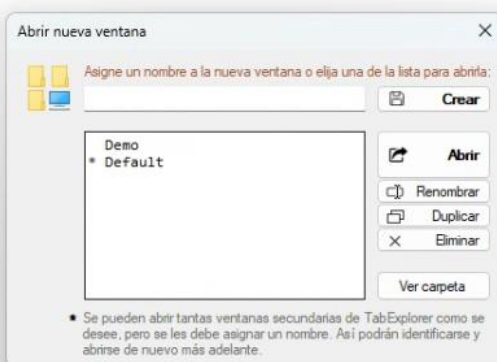 Abrir nueva ventana
Asigne un nombre a la nueva ventana o elija una de la lista para abrirla:
Crear
Demo
* Default
Abrir
Renombrar
Duplicar
Eliminar
Ver carpeta
* Se pueden abrir tantas ventanas secundarias de TabExplorer como se
desee, pero se les debe asignar un nombre. Así podrán identificarse y
abrirse de nuevo más adelante.